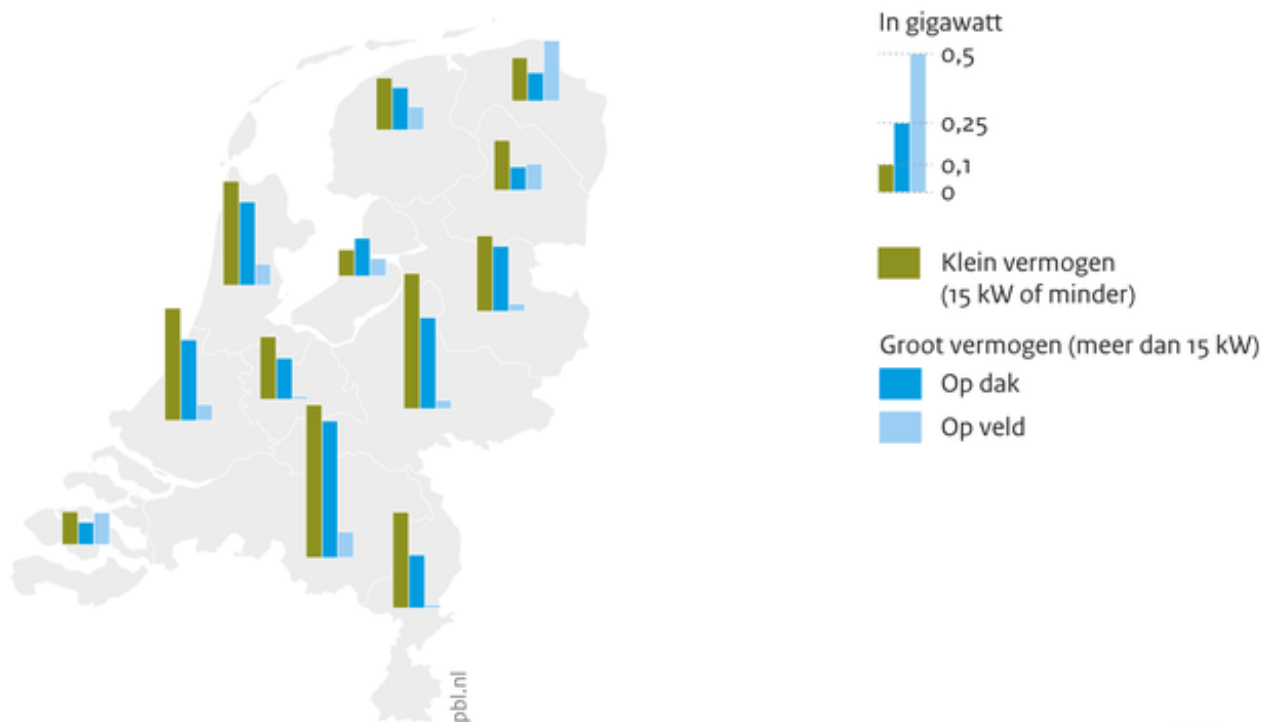 In gigawatt
0,5
0,25
0,1
0
Klein vermogen
(15 kW of minder)
Groot vermogen (meer dan 15 kW)
Op dak
Op veld
pbl.nl